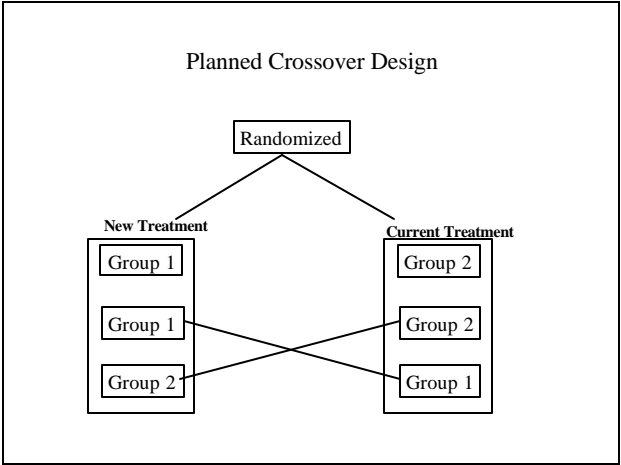 Planned Crossover Design
Randomized
New Treatment
Current Treatment
Group 1
Group 2
Group 1
Group 2
Group 2
Group 1